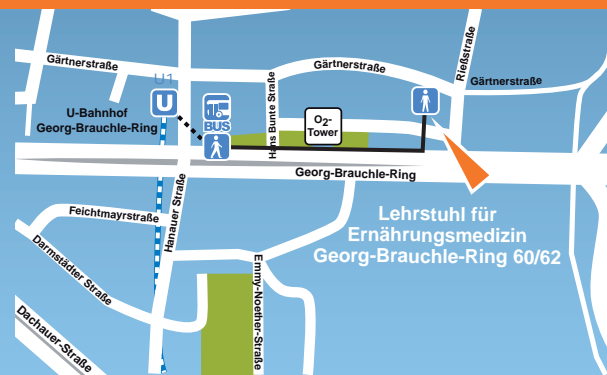 Gärtnerstraße
Gärtnerstraße
Rießstraße
Gärtnerstraße
U1
U
BUS
U-Bahnhof
Georg-Brauchle-Ring
Hans Bunte Straße
O2-
Tower
Georg-Brauchle-Ring
Hanauer Straße
Feichtmayrstraße
Lehrstuhl für
Ernährungsmedizin
Georg-Brauchle-Ring 60/62
Darmstädter Straße
Emmy-Noether-Straße
Dachauer-Straße